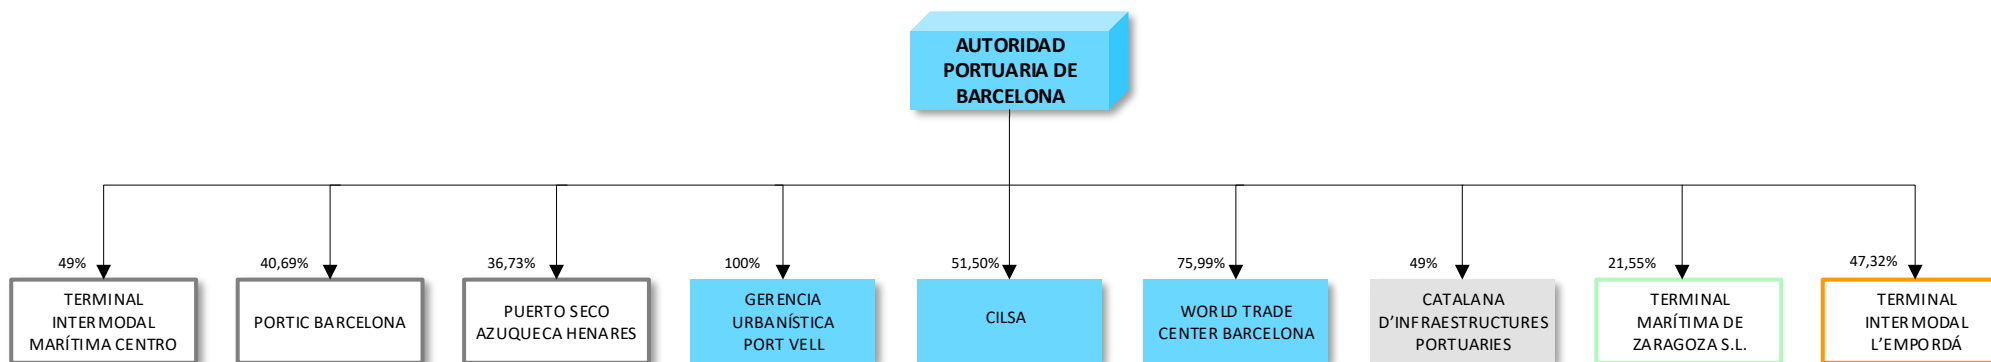 AUTORIDAD
PORTUARIA DE
BARCELONA
49%
40,69%
36,73%
100%
51,50%
75,99%
49%
21,55%
47,32%
TERMINAL
INTERMODAL
MARÍTIMA CENTRO
PORTIC BARCELONA
PUERTO SECO
AZUQUECA HENARES
GERENCIA
URBANÍSTICA
PORT VELL
CILSA
WORLD TRADE
CENTER BARCELONA
CATALANA
D'INFRAESTRUCTURES
PORTUARIES
TERMINAL
MARÍTIMA DE
ZARAGOZA S.L.
TERMINAL
INTERMODAL
L'EMPORDÁ